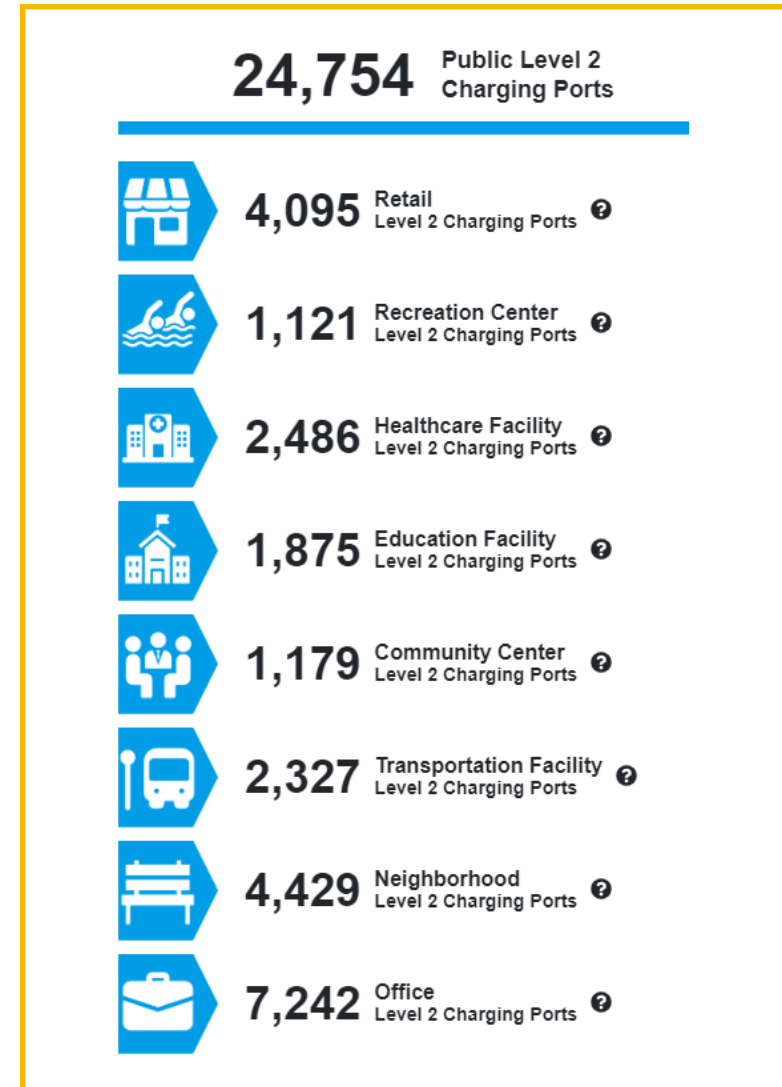 24,754 Public Level 2
Charging Ports
4,095 Retail
Level 2 Charging Ports ?
1,121 Recreation Center
Level 2 Charging Ports ?
2,486 Healthcare Facility
Level 2 Charging Ports ?
1,875 Education Facility
Level 2 Charging Ports ?
1,179 Community Center
Level 2 Charging Ports ?
2,327 Transportation Facility
Level 2 Charging Ports ?
4,429 Neighborhood
Level 2 Charging Ports ?
7,242 Office
Level 2 Charging Ports ?